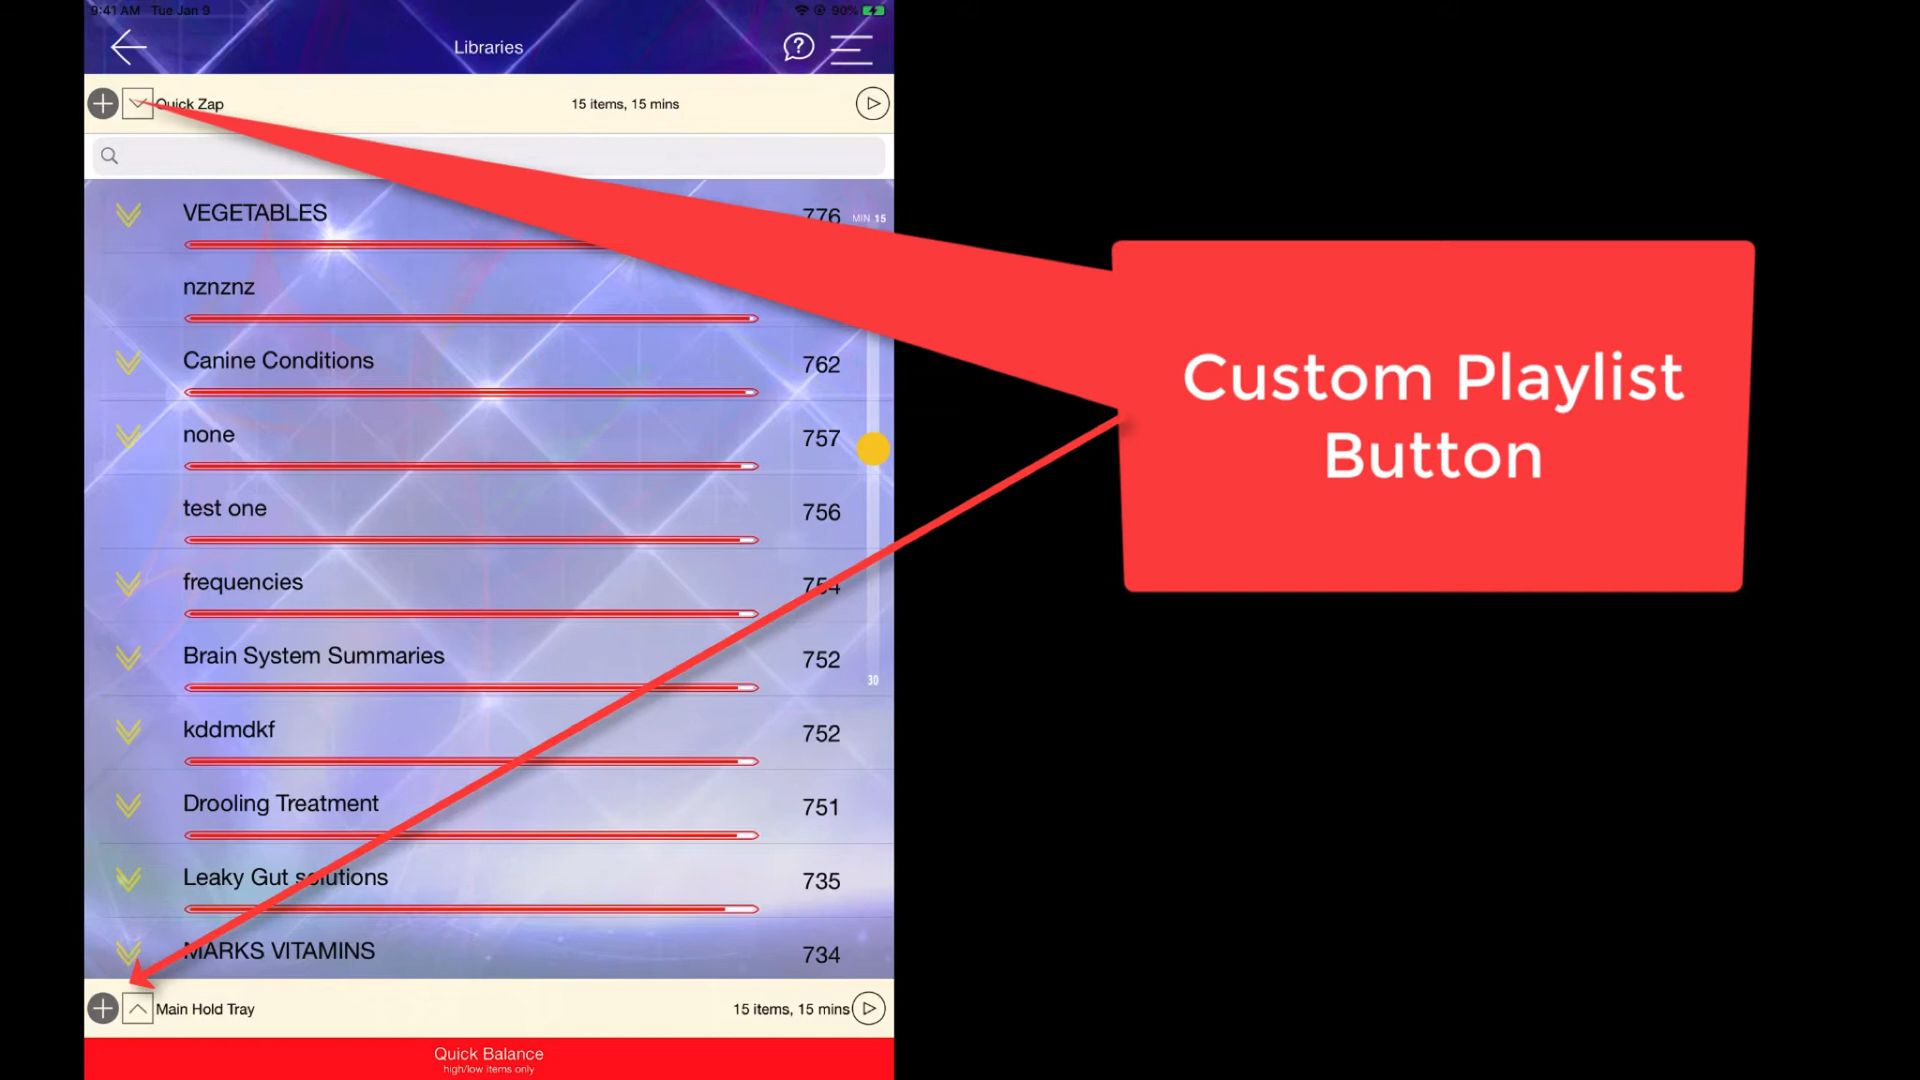 9:41 AM Tue Jan 9 90%
Libraries
?
Quick Zap 15 items, 15 mins
VEGETABLES 776 MIN 15
nznznz
Canine Conditions 762
none 757
test one 756
frequencies 754
Brain System Summaries 752
30
kddmdkf 752
Drooling Treatment 751
Leaky Gut solutions 735
MARKS VITAMINS 734
Main Hold Tray 15 items, 15 mins
Quick Balance
high/low items only
Custom Playlist
Button